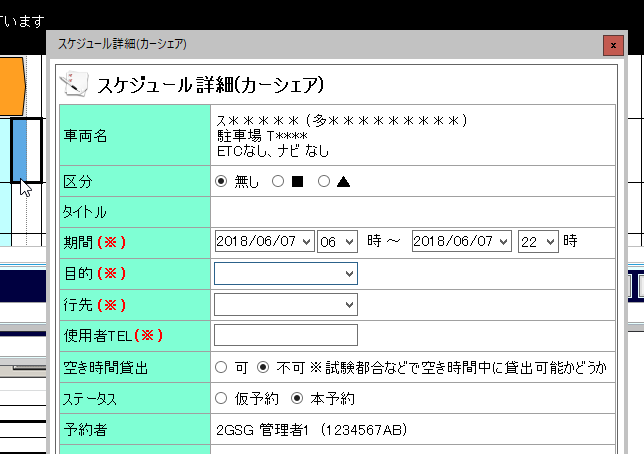 ています
スケジュール詳細(カーシェア)
x
スケジュール詳細(カーシェア)
車両名
ス＊＊＊＊＊ (多＊＊＊＊＊＊＊＊＊)
駐車場 T****
ETCなし、ナビ なし
区分 無し ■ ▲
タイトル
期間(※) 2018/06/07 06 時 ～ 2018/06/07 22 時
目的(※)
行先(※)
使用者TEL(※)
空き時間貸出 可 不可 ※試験都合などで空き時間中に貸出可能かどうか
ステータス 仮予約 本予約
予約者 2GSG 管理者1 (1234567AB)